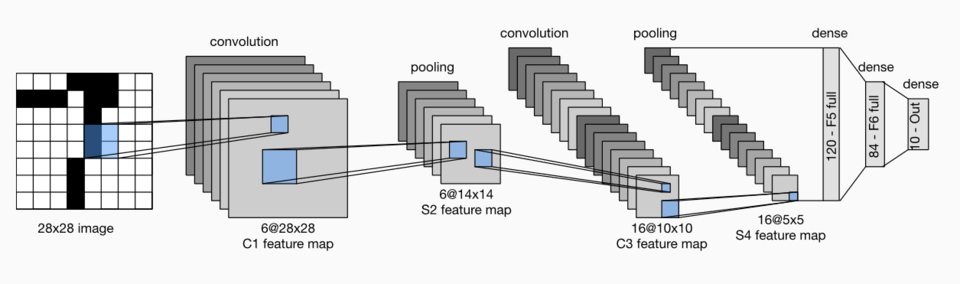 convolution
pooling
convolution
pooling
dense
dense
dense
120 - F5 full
84 - F6 full
10 - Out
28x28 image
6@28x28
C1 feature map
6@14x14
S2 feature map
16@10x10
C3 feature map
16@5x5
S4 feature map